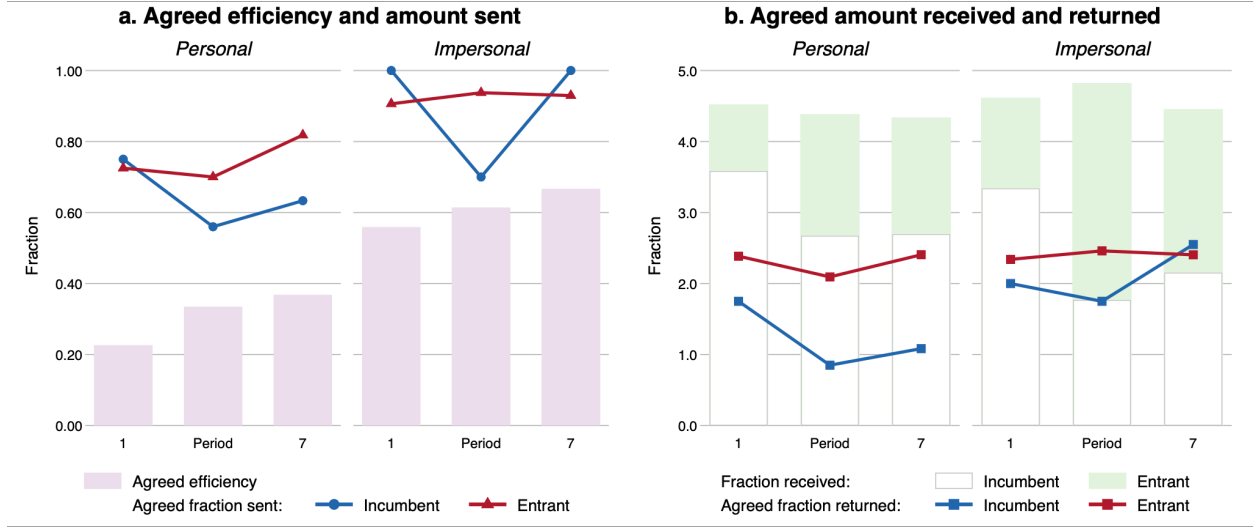 a. Agreed efficiency and amount sent
Personal
Impersonal
Fraction
1.00
0.80
0.60
0.40
0.20
0.00
1
Period
7
1
Period
7
Agreed efficiency
Agreed fraction sent:
Incumbent
Entrant
b. Agreed amount received and returned
Personal
Impersonal
Fraction
5.0
4.0
3.0
2.0
1.0
0.0
1
Period
7
1
Period
7
Fraction received:
Incumbent
Entrant
Agreed fraction returned:
Incumbent
Entrant